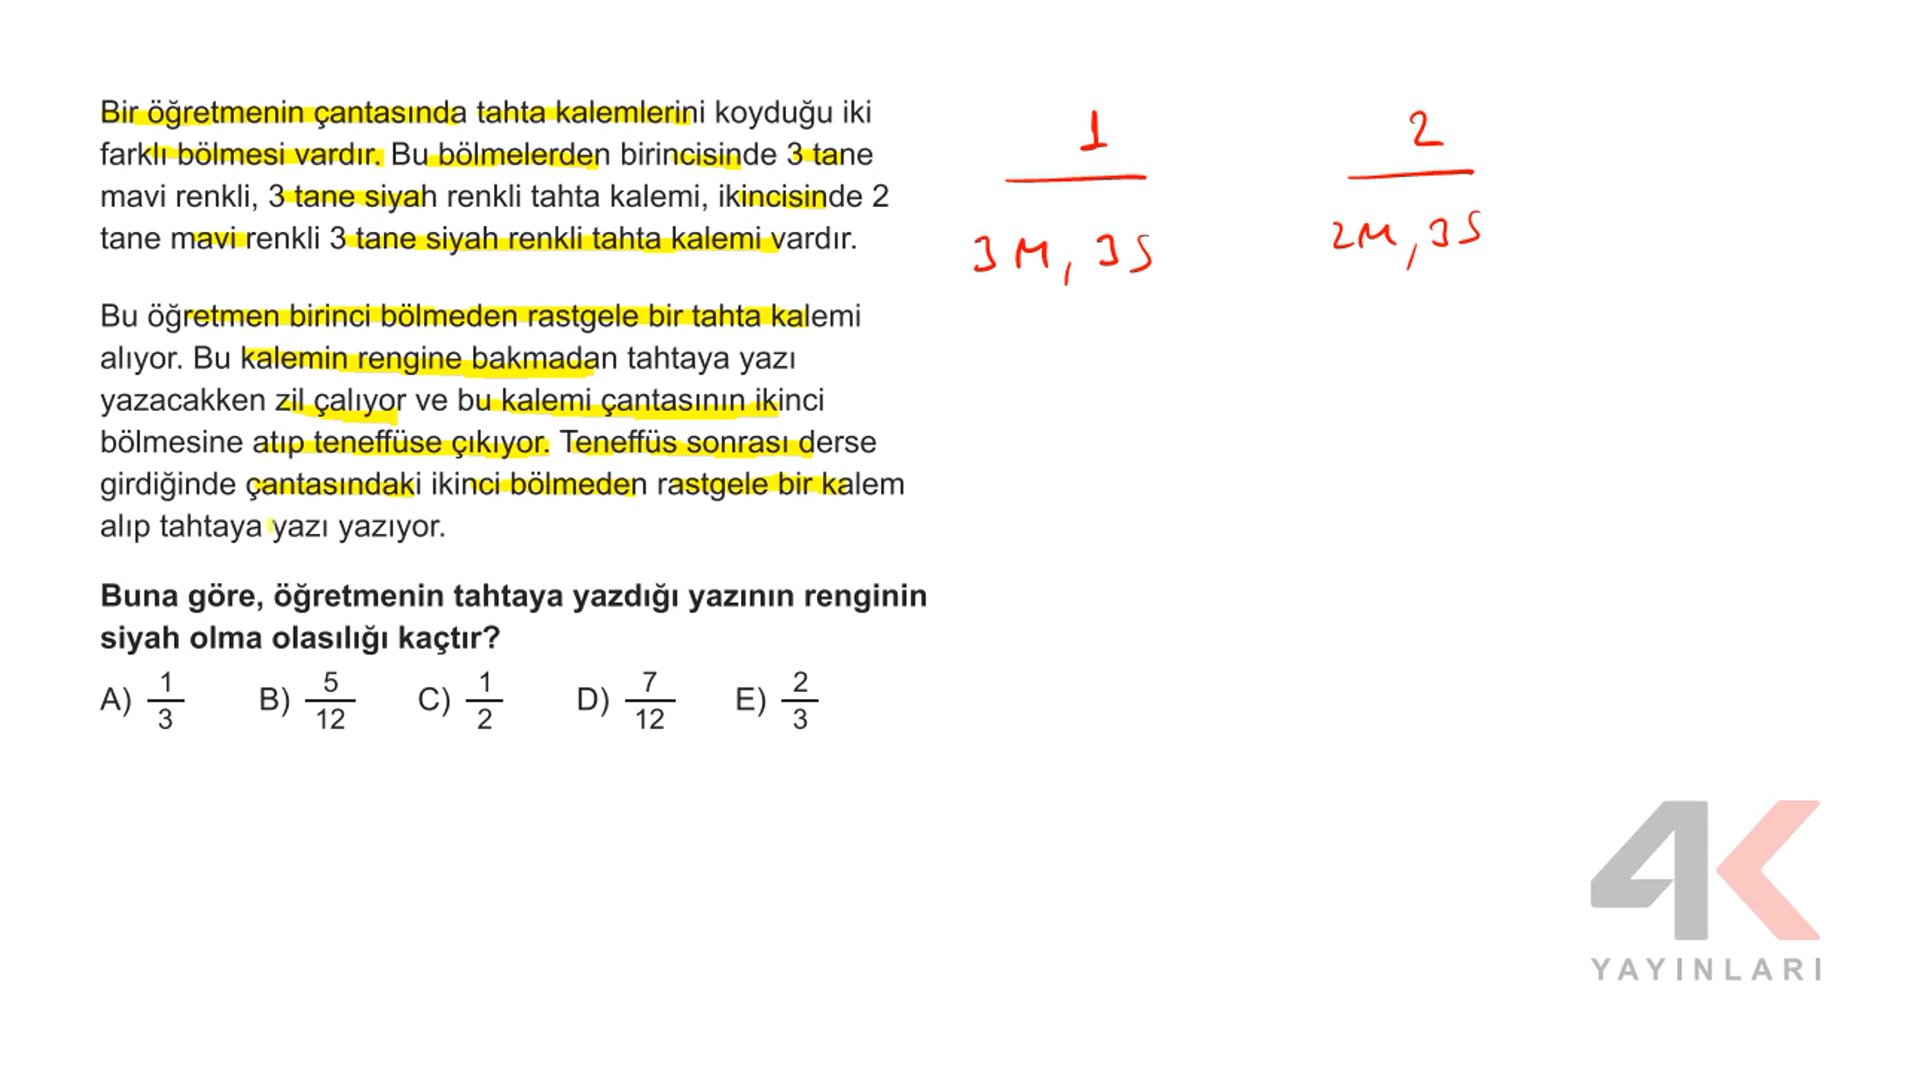 Bir öğretmenin çantasında tahta kalemlerini koyduğu iki
farklı bölmesi vardır. Bu bölmelerden birincisinde 3 tane
mavi renkli, 3 tane siyah renkli tahta kalemi, ikincisinde 2
tane mavi renkli 3 tane siyah renkli tahta kalemi vardır.
Bu öğretmen birinci bölmeden rastgele bir tahta kalemi
alıyor. Bu kalemin rengine bakmadan tahtaya yazı
yazacakken zil çalıyor ve bu kalemi çantasının ikinci
bölmesine atıp teneffüse çıkıyor. Teneffüs sonrası derse
girdiğinde çantasındaki ikinci bölmeden rastgele bir kalem
alıp tahtaya yazı yazıyor.
Buna göre, öğretmenin tahtaya yazdığı yazının renginin
siyah olma olasılığı kaçtır?
A) 1/3 B) 5/12 C) 1/2 D) 7/12 E) 2/3
1 2
3M, 3S 2M, 3S
4K
YAYINLARI